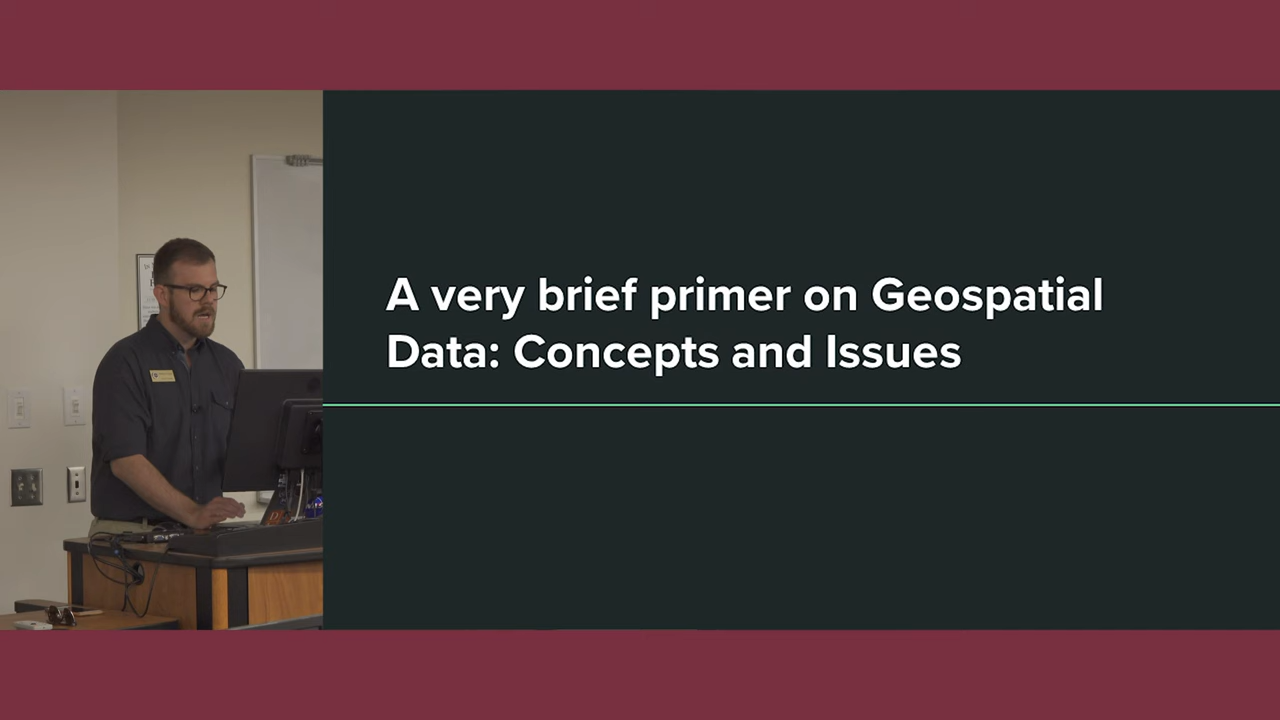 A very brief primer on Geospatial
Data: Concepts and Issues